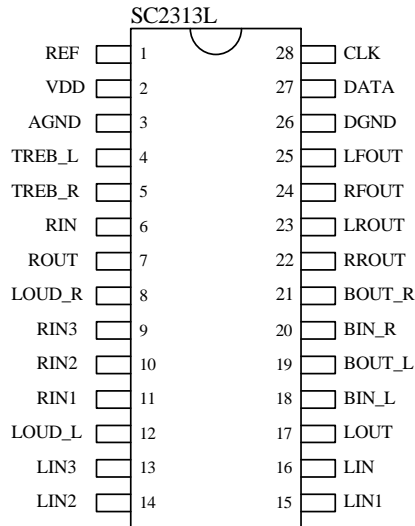 SC2313L
REF 1 28 CLK
VDD 2 27 DATA
AGND 3 26 DGND
TREB_L 4 25 LFOUT
TREB_R 5 24 RFOUT
RIN 6 23 LROUT
ROUT 7 22 RROUT
LOUD_R 8 21 BOUT_R
RIN3 9 20 BIN_R
RIN2 10 19 BOUT_L
RIN1 11 18 BIN_L
LOUD_L 12 17 LOUT
LIN3 13 16 LIN
LIN2 14 15 LIN1